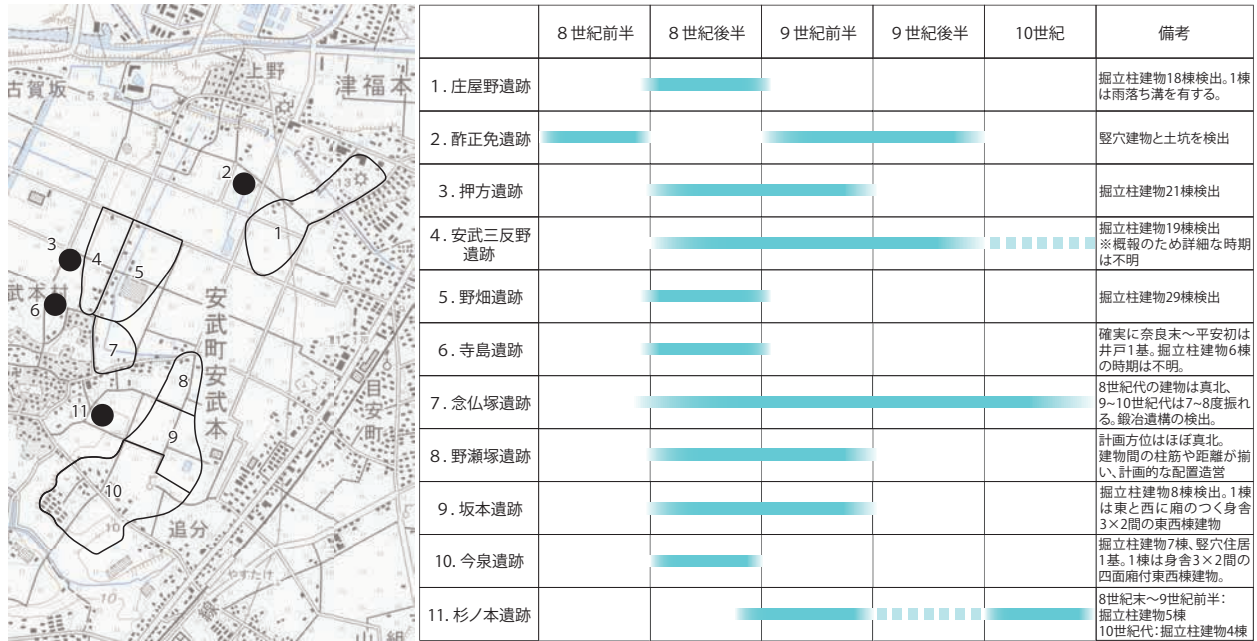 上野
津福本
古賀坂
5.2
2
13
1
3
4
5
武本村
6
7
安武町安武本
8
目安町
11
9
10
10
追分
やすたけ
10
8世紀前半 8世紀後半 9世紀前半 9世紀後半 10世紀 備考
1.庄屋野遺跡
掘立柱建物18棟検出。1棟
は雨落ち溝を有する。
2.酢正免遺跡
竪穴建物と土坑を検出
3.押方遺跡
掘立柱建物21棟検出
4.安武三反野
遺跡
掘立柱建物19棟検出
※概報のため詳細な時期
は不明
5.野畑遺跡
掘立柱建物29棟検出
6.寺島遺跡
確実に奈良末~平安初は
井戸1基。掘立柱建物6棟
の時期は不明。
7.念仏塚遺跡
8世紀代の建物は真北、
9~10世紀代は7~8度振れ
る。鍛冶遺構の検出。
8.野瀬塚遺跡
計画方位はほぼ真北。
建物間の柱筋や距離が揃
い、計画的な配置造営
9.坂本遺跡
掘立柱建物8棟検出。1棟
は東と西に廂のつく身舎
3×2間の東西棟建物
10.今泉遺跡
掘立柱建物7棟、竪穴住居
1基。1棟は身舎3×2間の
四面廂付東西棟建物。
11.杉ノ本遺跡
8世紀末~9世紀前半:
掘立柱建物5棟
10世紀代:掘立柱建物4棟